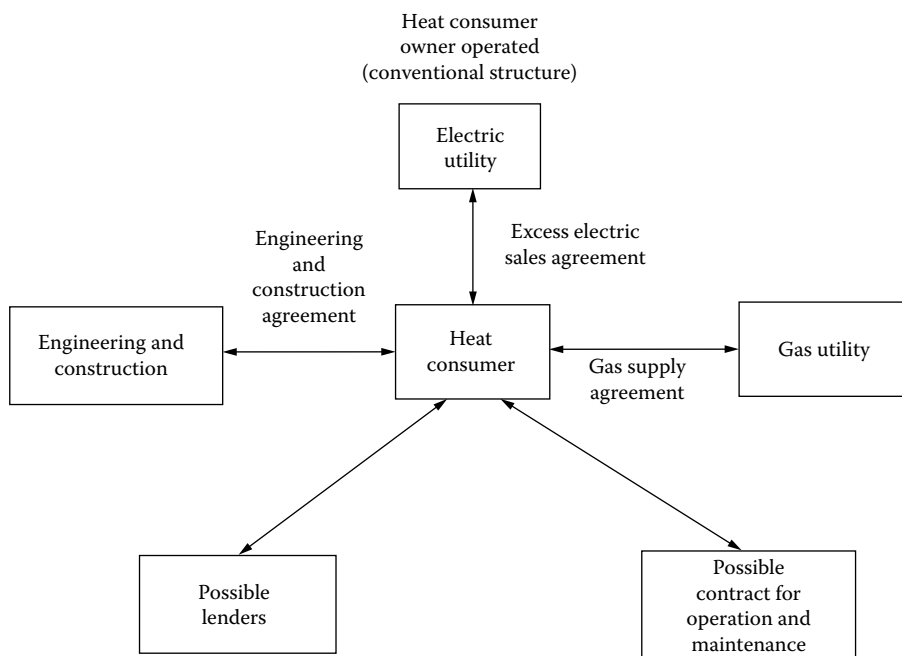 Heat consumer
owner operated
(conventional structure)
Electric
utility
Engineering
and
construction
agreement
Excess electric
sales agreement
Engineering and
construction
Heat
consumer
Gas supply
agreement
Gas utility
Possible
lenders
Possible
contract for
operation and
maintenance